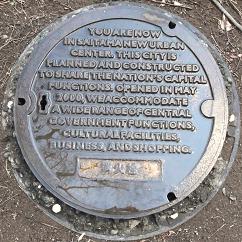 YOU ARE NOW
IN SAITAMA NEW URBAN
CENTER. THIS CITY IS
PLANNED AND CONSTRUCTED
TO SHARE THE NATION'S CAPITAL
FUNCTIONS. OPENED IN MAY
2000, WE ACCOMMODATE
A WIDE RANGE OF CENTRAL
GOVERNMENT FUNCTIONS,
CULTURAL FACILITIES,
BUSINESS, AND SHOPPING.